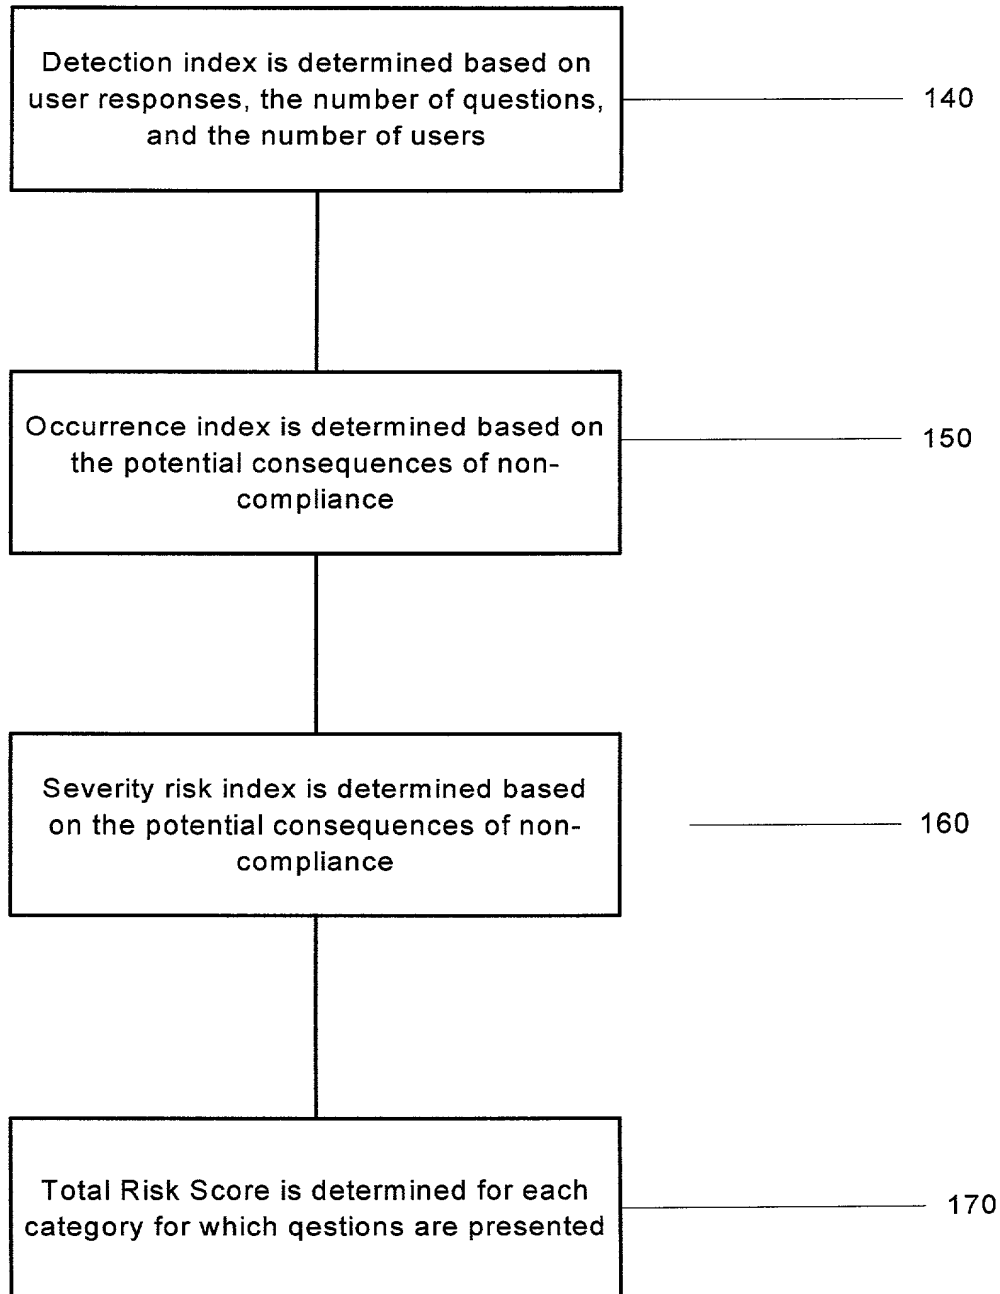 Detection index is determined based on
user responses, the number of questions,
and the number of users
140
Occurrence index is determined based on
the potential consequences of non-
compliance
150
Severity risk index is determined based
on the potential consequences of non-
compliance
160
Total Risk Score is determined for each
category for which qestions are presented
170